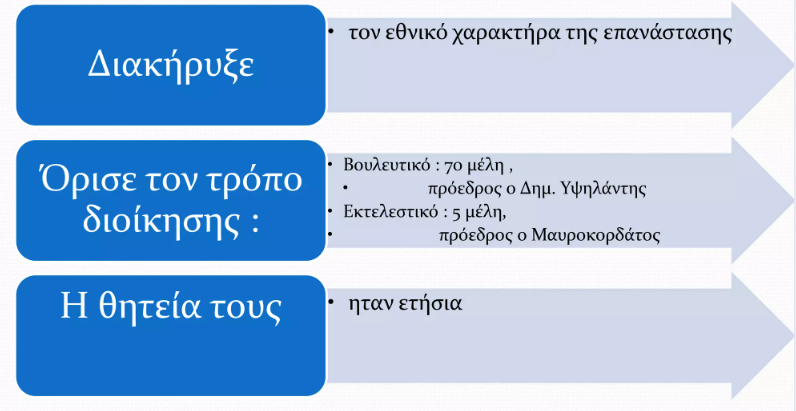 Διακήρυξε
• τον εθνικό χαρακτήρα της επανάστασης
Όρισε τον τρόπο
διοίκησης :
• Βουλευτικό : 70 μέλη ,
• πρόεδρος ο Δημ. Υψηλάντης
• Εκτελεστικό : 5 μέλη,
• πρόεδρος ο Μαυροκορδάτος
Η θητεία τους
• ηταν ετήσια